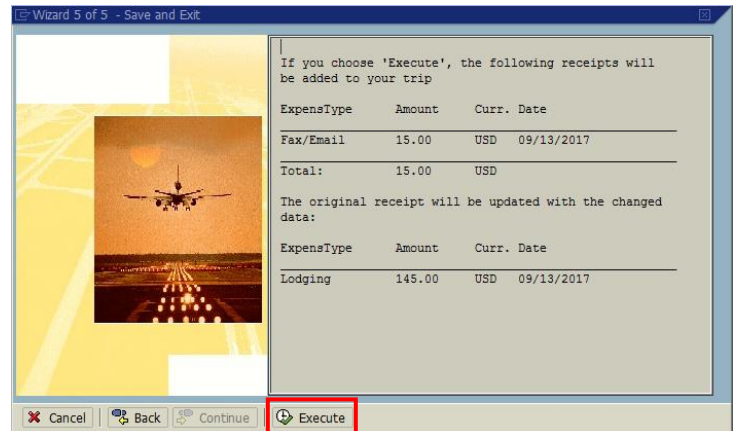 Wizard 5 of 5 - Save and Exit
If you choose 'Execute', the following receipts will
be added to your trip
ExpensType Amount Curr. Date
Fax/Email 15.00 USD 09/13/2017
Total: 15.00 USD
The original receipt will be updated with the changed
data:
ExpensType Amount Curr. Date
Lodging 145.00 USD 09/13/2017
Cancel Back Continue Execute